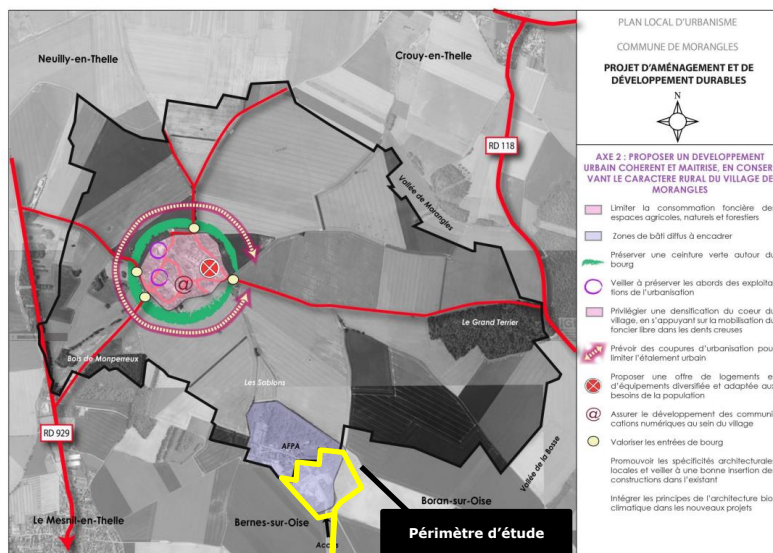 PLAN LOCAL D'URBANISME
COMMUNE DE MORANGLES
PROJET D'AMÉNAGEMENT ET DE
DÉVELOPPEMENT DURABLES
N
AXE 2 : PROPOSER UN DEVELOPPEMENT
URBAIN COHERENT ET MAITRISE, EN CONSER
VANT LE CARACTERE RURAL DU VILLAGE DE
MORANGLES
Limiter la consommation foncière de
espaces agricoles, naturels et forestiers
Zones de bâti diffus à encadrer
Préserver une ceinture verte autour du
bourg
Veiller à préserver les abords des exploita
tions de l'urbanisation
Privilégier une densification du coeur du
village, en s'appuyant sur la mobilisation du
foncier libre dans les dents creuses
Prévoir des coupures d'urbanisation pou
limiter l'étalement urbain
Proposer une offre de logements e
d'équipements diversifiée et adaptée aux
besoins de la population
Assurer le développement des communi
cations numériques au sein du village
Valoriser les entrées de bourg
Promouvoir les spécificités architecturale
locales et veiller à une bonne insertion de
constructions dans l'existant
Intégrer les principes de l'architecture bio
climatique dans les nouveaux projets
Neuilly-en-Thelle
Crouy-en-Thelle
RD 118
Vallée de Morangles
@
@
Le Grand Terrier
Bois de Monperreux
Les Sablons
RD 929
AFPA
Vallée de la Bosse
Le Mesnil-en-Thelle
Bernes-sur-Oise
Boran-sur-Oise
Périmètre d'étude